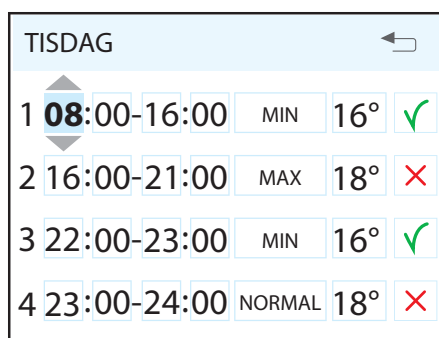 TISDAG
1 08:00-16:00 MIN 16°
2 16:00-21:00 MAX 18°
3 22:00-23:00 MIN 16°
4 23:00-24:00 NORMAL 18°